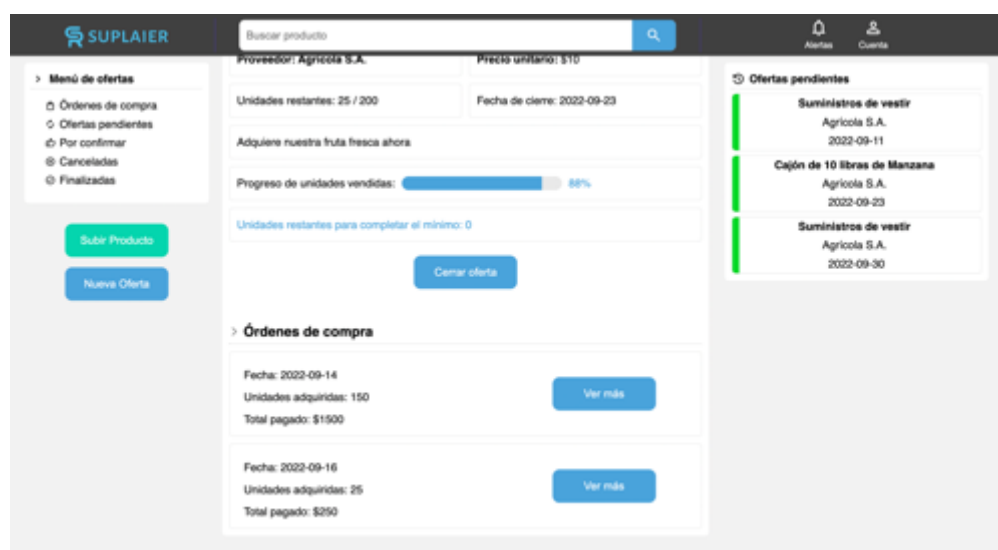 SUPLAIER
Buscar producto
Alertas
Cuenta
Menú de ofertas
Órdenes de compra
Ofertas pendientes
Por confirmar
Canceladas
Finalizadas
Subir Producto
Nueva Oferta
Proveedor: Agricola S.A.
Precio unitario: $10
Unidades restantes: 25 / 200
Fecha de cierre: 2022-09-23
Adquiere nuestra fruta fresca ahora
Progreso de unidades vendidas: 88%
Unidades restantes para completar el mínimo: 0
Cerrar oferta
Órdenes de compra
Fecha: 2022-09-14
Unidades adquiridas: 150
Total pagado: $1500
Ver más
Fecha: 2022-09-16
Unidades adquiridas: 25
Total pagado: $250
Ver más
Ofertas pendientes
Suministros de vestir
Agricola S.A.
2022-09-11
Cajón de 10 libras de Manzana
Agricola S.A.
2022-09-23
Suministros de vestir
Agricola S.A.
2022-09-30